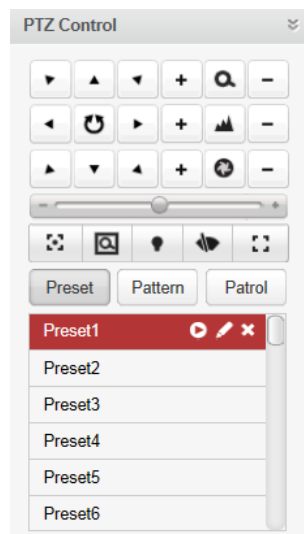 PTZ Control
Preset Pattern Patrol
Preset1
Preset2
Preset3
Preset4
Preset5
Preset6